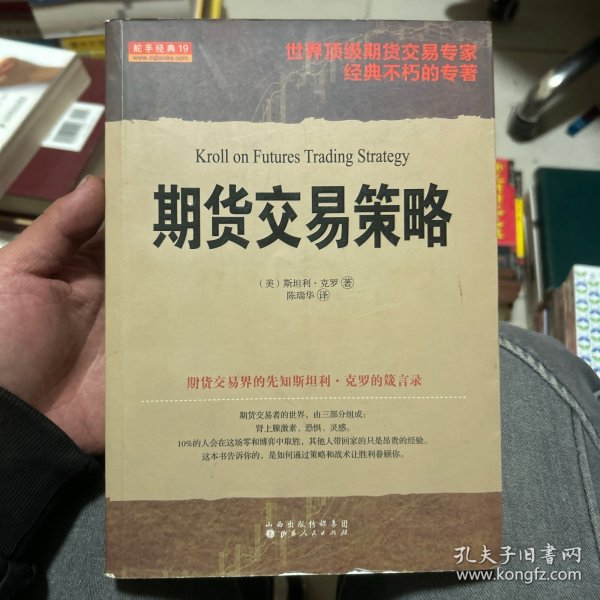 舵手经典 19
www.zqbooks.com
世界顶级期货交易专家
经典不朽的专著
Kroll on Futures Trading Strategy
期货交易策略
（美）斯坦利·克罗 著
陈瑞华 译
期货交易界的先知斯坦利·克罗的箴言录
期货交易者的世界，由三部分组成：
肾上腺激素、恐惧、灵感。
10%的人会在这场零和博弈中取胜，其他人带回家的只是昂贵的经验。
这本书告诉你的，是如何通过策略和战术让胜利眷顾你。
山西出版传媒集团
山西人民出版社
孔夫子旧书网
www.kongfz.com